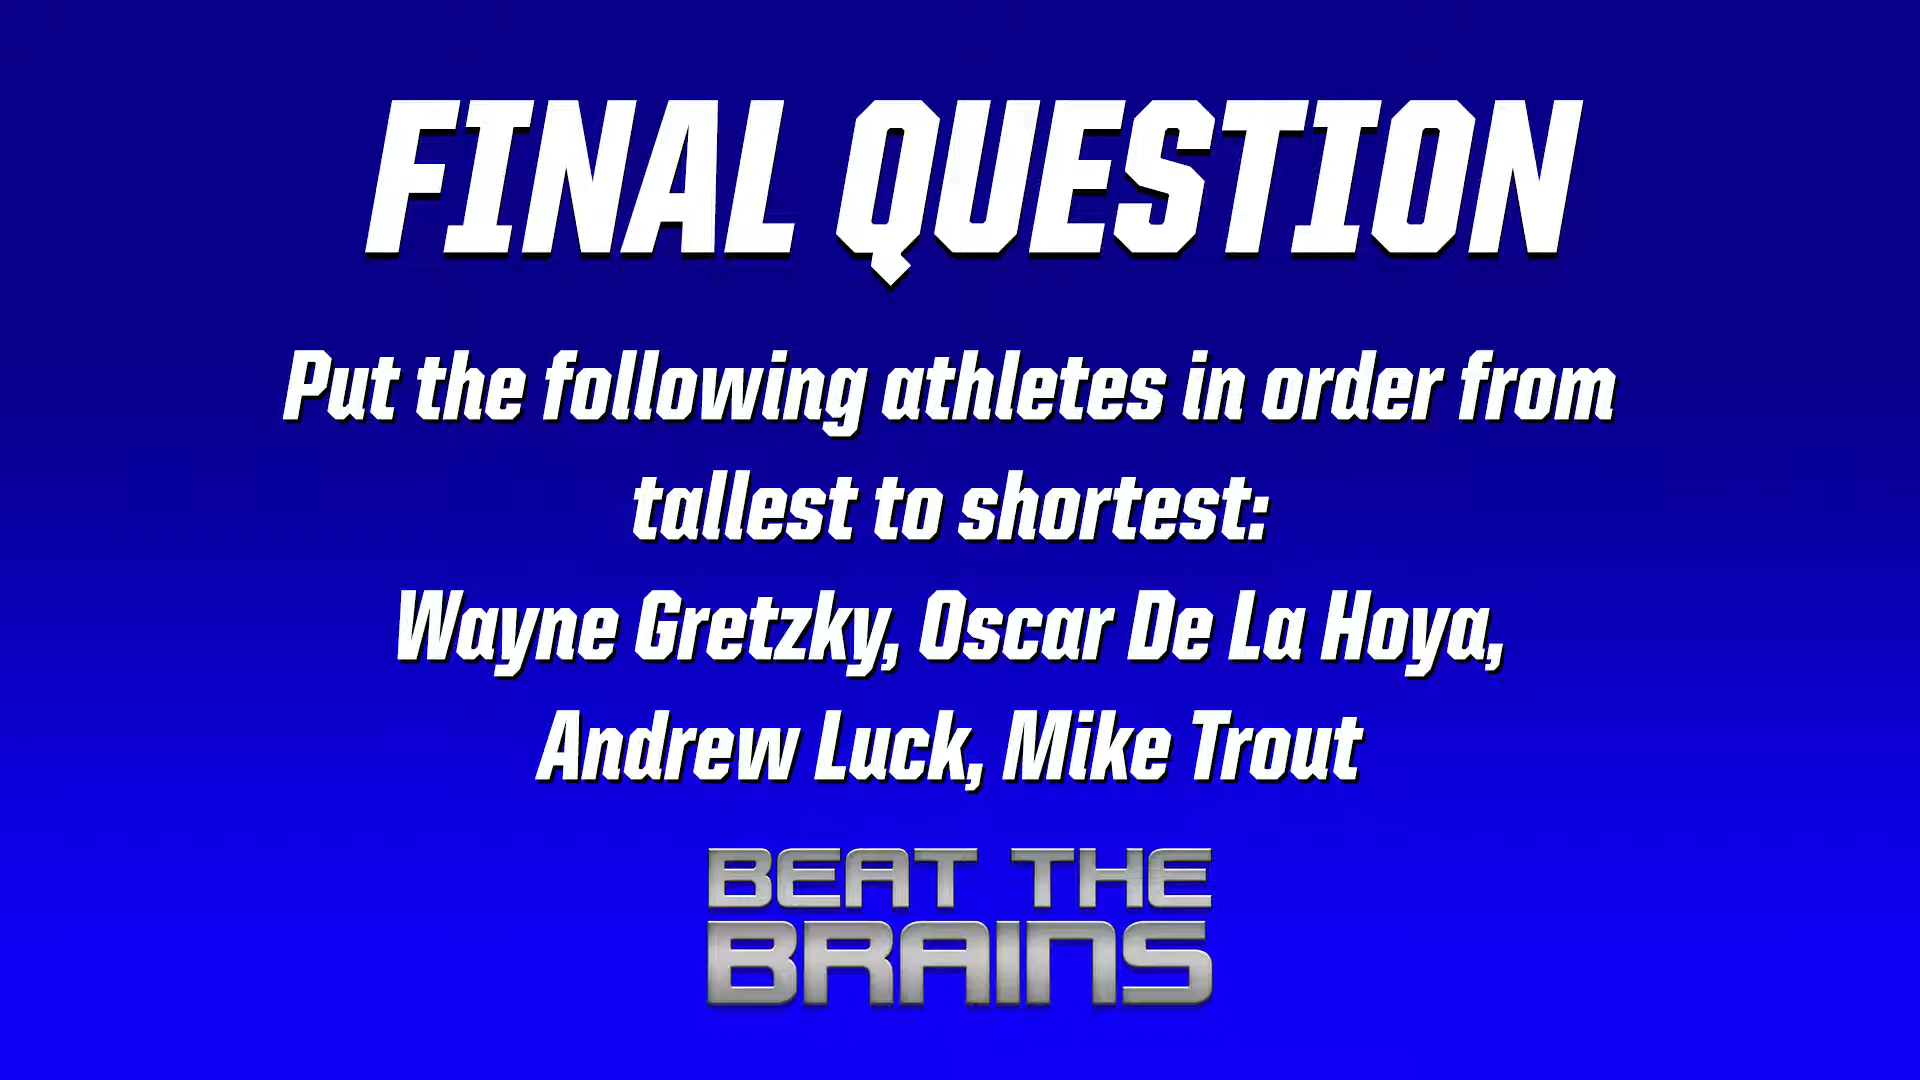 FINAL QUESTION
Put the following athletes in order from
tallest to shortest:
Wayne Gretzky, Oscar De La Hoya,
Andrew Luck, Mike Trout
BEAT THE
BRAINS